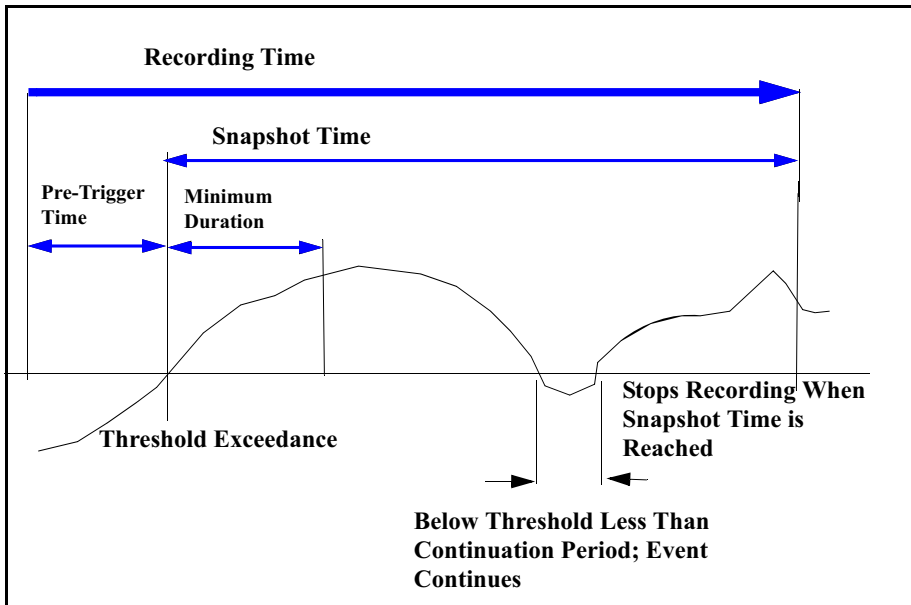 Recording Time
Snapshot Time
Pre-Trigger
Time
Minimum
Duration
Threshold Exceedance
Stops Recording When
Snapshot Time is
Reached
Below Threshold Less Than
Continuation Period; Event
Continues